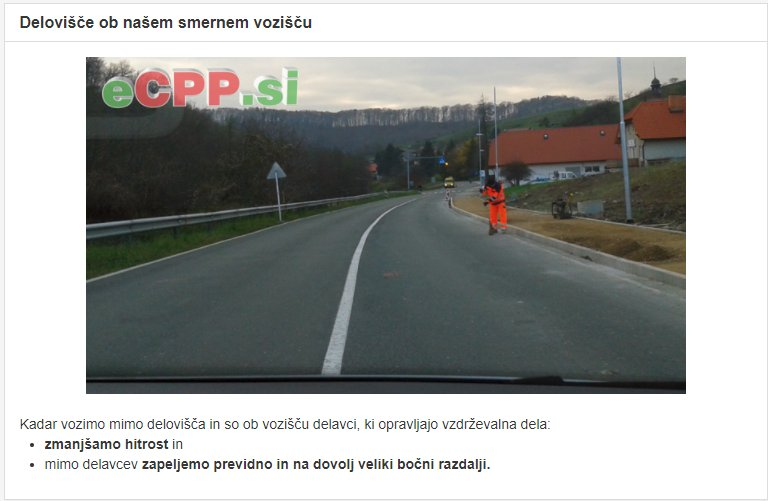 Delovišče ob našem smernem vozišču
eCPP.si
Kadar vozimo mimo delovišča in so ob vozišču delavci, ki opravljajo vzdrževalna dela:
• zmanjšamo hitrost in
• mimo delavcev zapeljemo previdno in na dovolj veliki bočni razdalji.